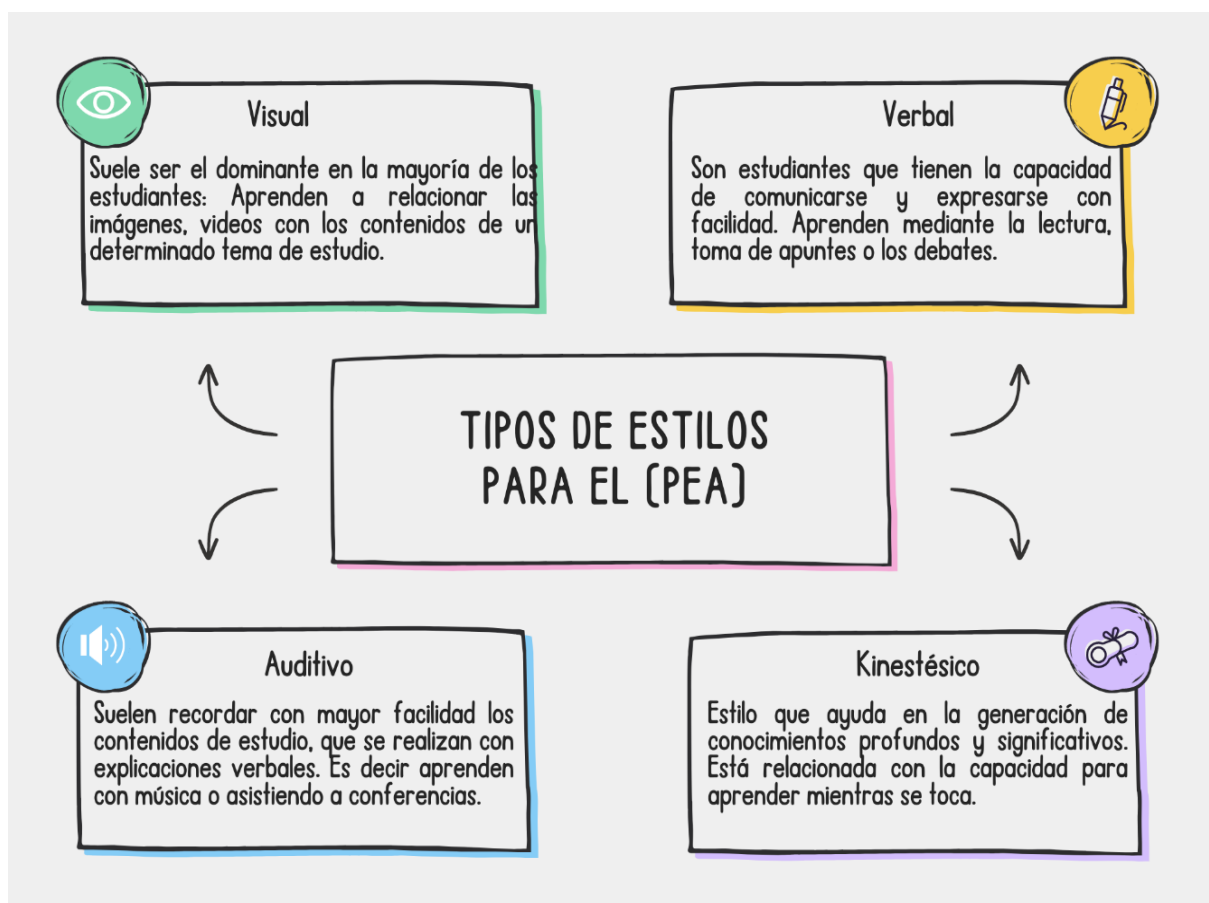 Visual
Suele ser el dominante en la mayoría de los
estudiantes: Aprenden a relacionar las
imágenes, videos con los contenidos de un
determinado tema de estudio.
Verbal
Son estudiantes que tienen la capacidad
de comunicarse y expresarse con
facilidad. Aprenden mediante la lectura,
toma de apuntes o los debates.
TIPOS DE ESTILOS
PARA EL (PEA)
Auditivo
Suelen recordar con mayor facilidad los
contenidos de estudio, que se realizan con
explicaciones verbales. Es decir aprenden
con música o asistiendo a conferencias.
Kinestésico
Estilo que ayuda en la generación de
conocimientos profundos y significativos.
Está relacionada con la capacidad para
aprender mientras se toca.